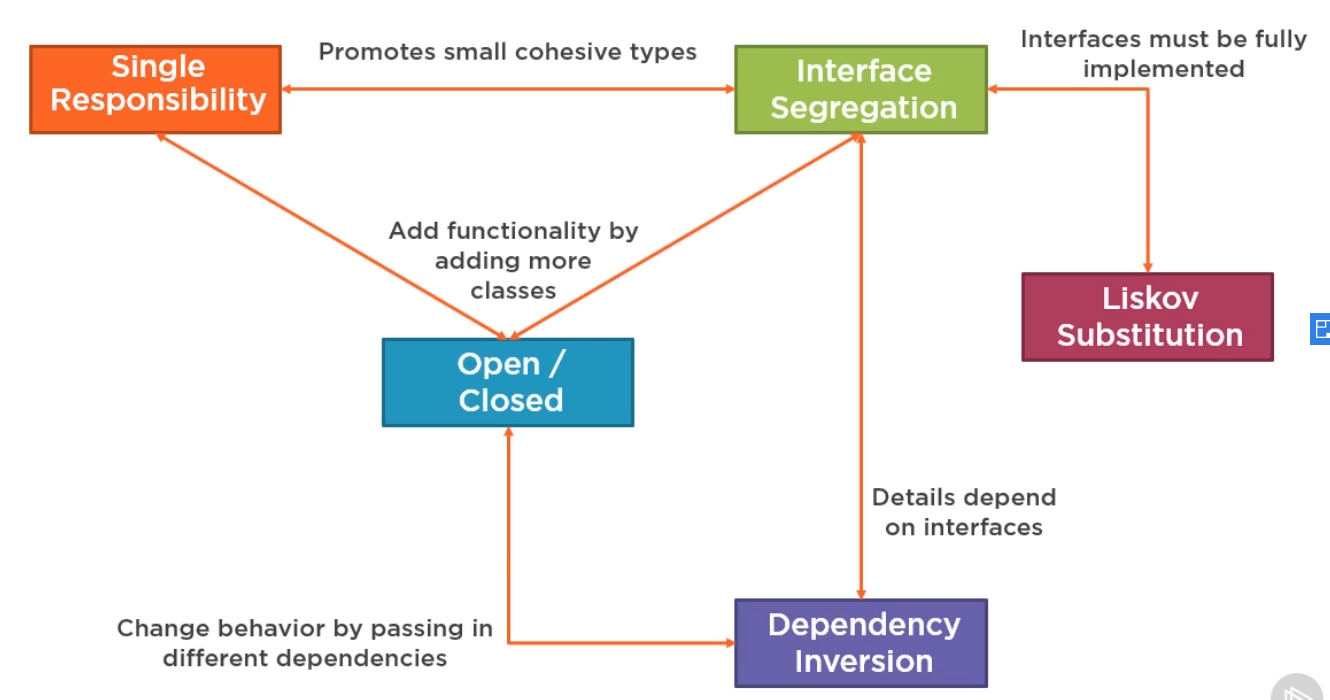 Promotes small cohesive types
Interfaces must be fully
implemented
Single
Responsibility
Interface
Segregation
Add functionality by
adding more
classes
Liskov
Substitution
Open /
Closed
Details depend
on interfaces
Change behavior by passing in
different dependencies
Dependency
Inversion